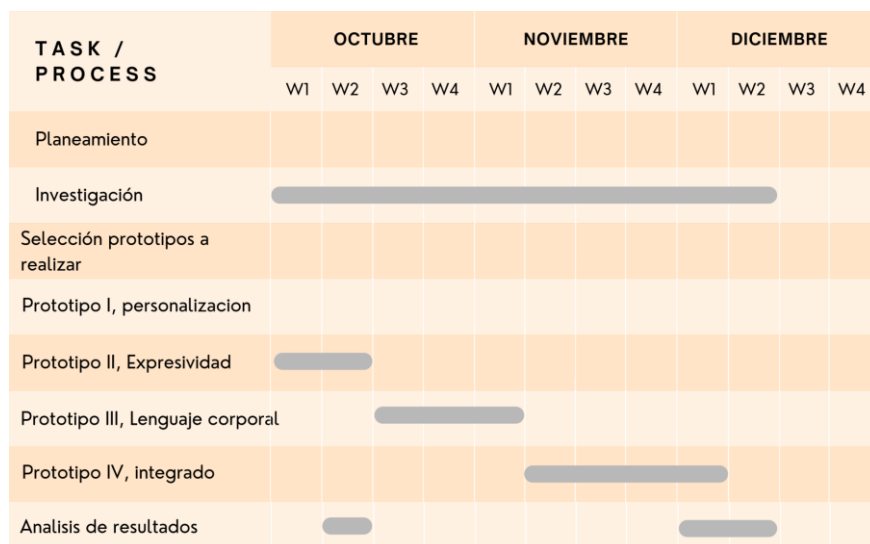 TASK /
PROCESS
OCTUBRE NOVIEMBRE DICIEMBRE
W1 W2 W3 W4 W1 W2 W3 W4 W1 W2 W3 W4
Planeamiento
Investigación
Selección prototipos a
realizar
Prototipo I, personalizacion
Prototipo II, Expresividad
Prototipo III, Lenguaje corporal
Prototipo IV, integrado
Analisis de resultados